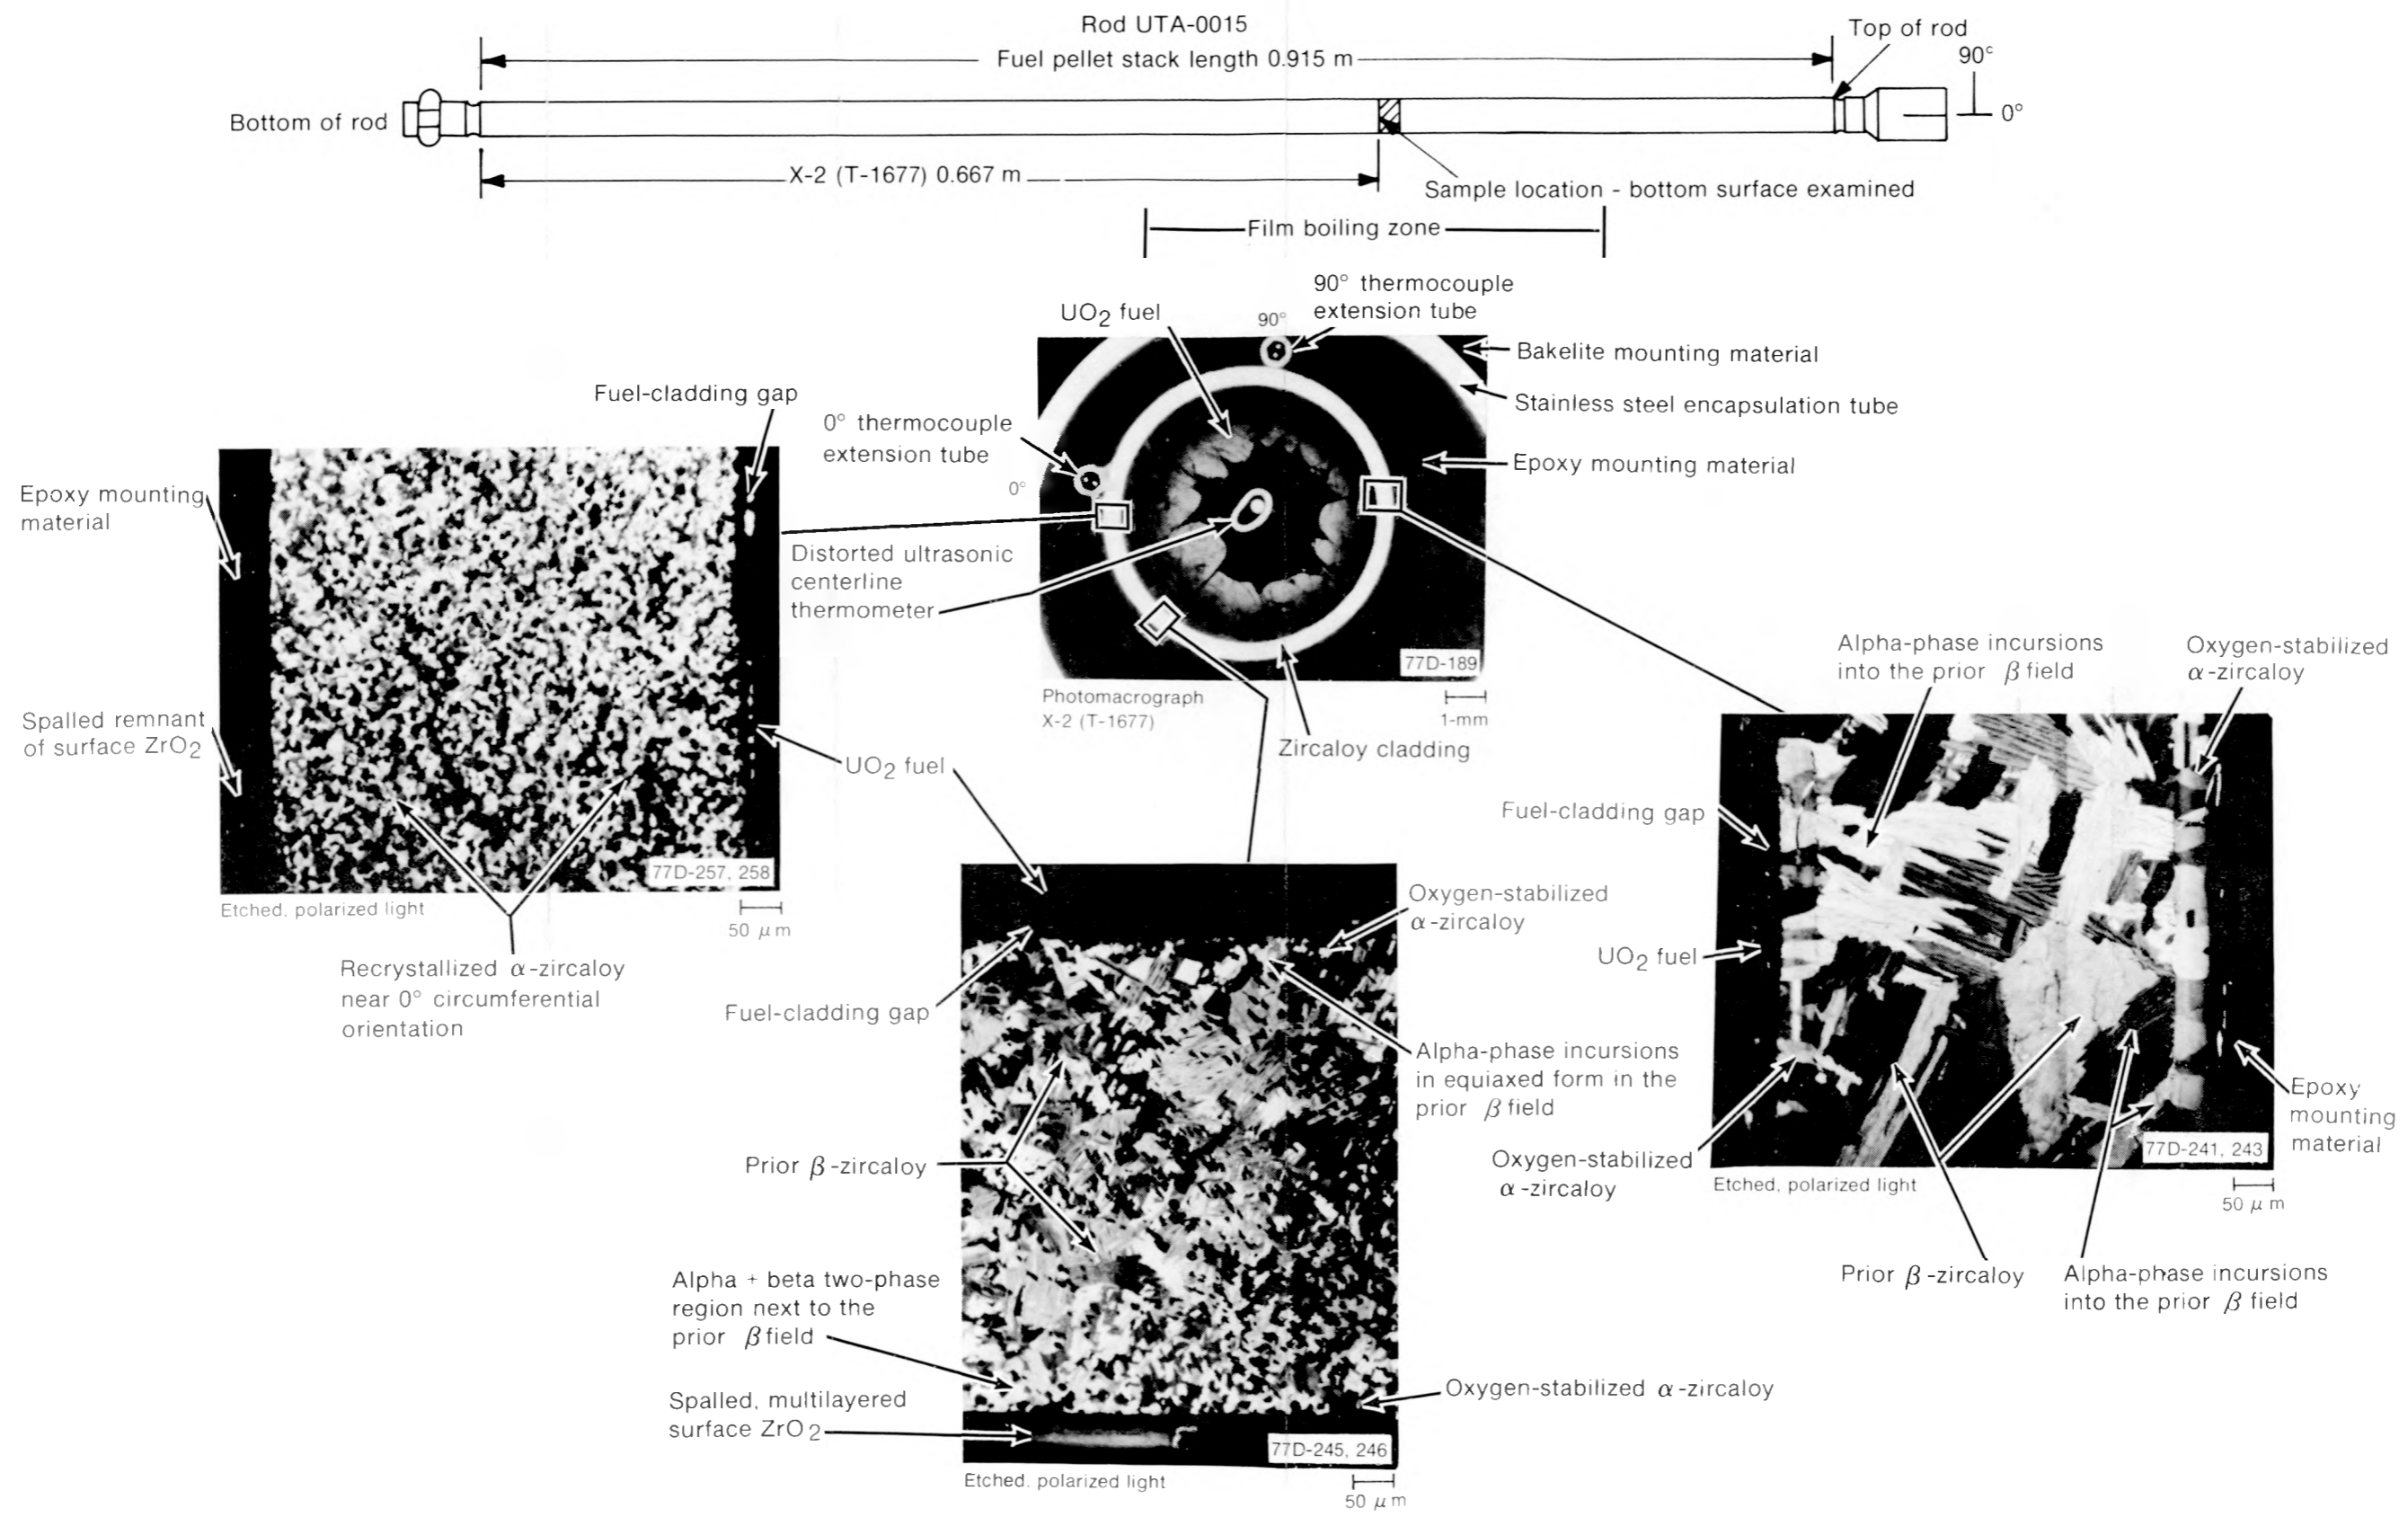 Rod UTA-0015
Top of rod
Fuel pellet stack length 0.915 m
90°
Bottom of rod
0°
X-2 (T-1677) 0.667 m
Sample location - bottom surface examined
Film boiling zone
90° thermocouple
extension tube
UO2 fuel
90°
Bakelite mounting material
Stainless steel encapsulation tube
Epoxy mounting material
0° thermocouple
extension tube
0°
Distorted ultrasonic
centerline
thermometer
77D-189
Photomacrograph
X-2 (T-1677)
1-mm
Zircaloy cladding
Fuel-cladding gap
Epoxy mounting
material
Spalled remnant
of surface ZrO2
UO2 fuel
77D-257, 258
Etched, polarized light
50 μm
Recrystallized α-zircaloy
near 0° circumferential
orientation
Fuel-cladding gap
Oxygen-stabilized
α-zircaloy
Alpha-phase incursions
in equiaxed form in the
prior β field
Prior β-zircaloy
Alpha + beta two-phase
region next to the
prior β field
Spalled, multilayered
surface ZrO2
Oxygen-stabilized α-zircaloy
77D-245, 246
Etched, polarized light
50 μm
Alpha-phase incursions
into the prior β field
Oxygen-stabilized
α-zircaloy
Fuel-cladding gap
UO2 fuel
Oxygen-stabilized
α-zircaloy
Epoxy
mounting
material
77D-241, 243
Etched, polarized light
50 μm
Prior β-zircaloy
Alpha-phase incursions
into the prior β field